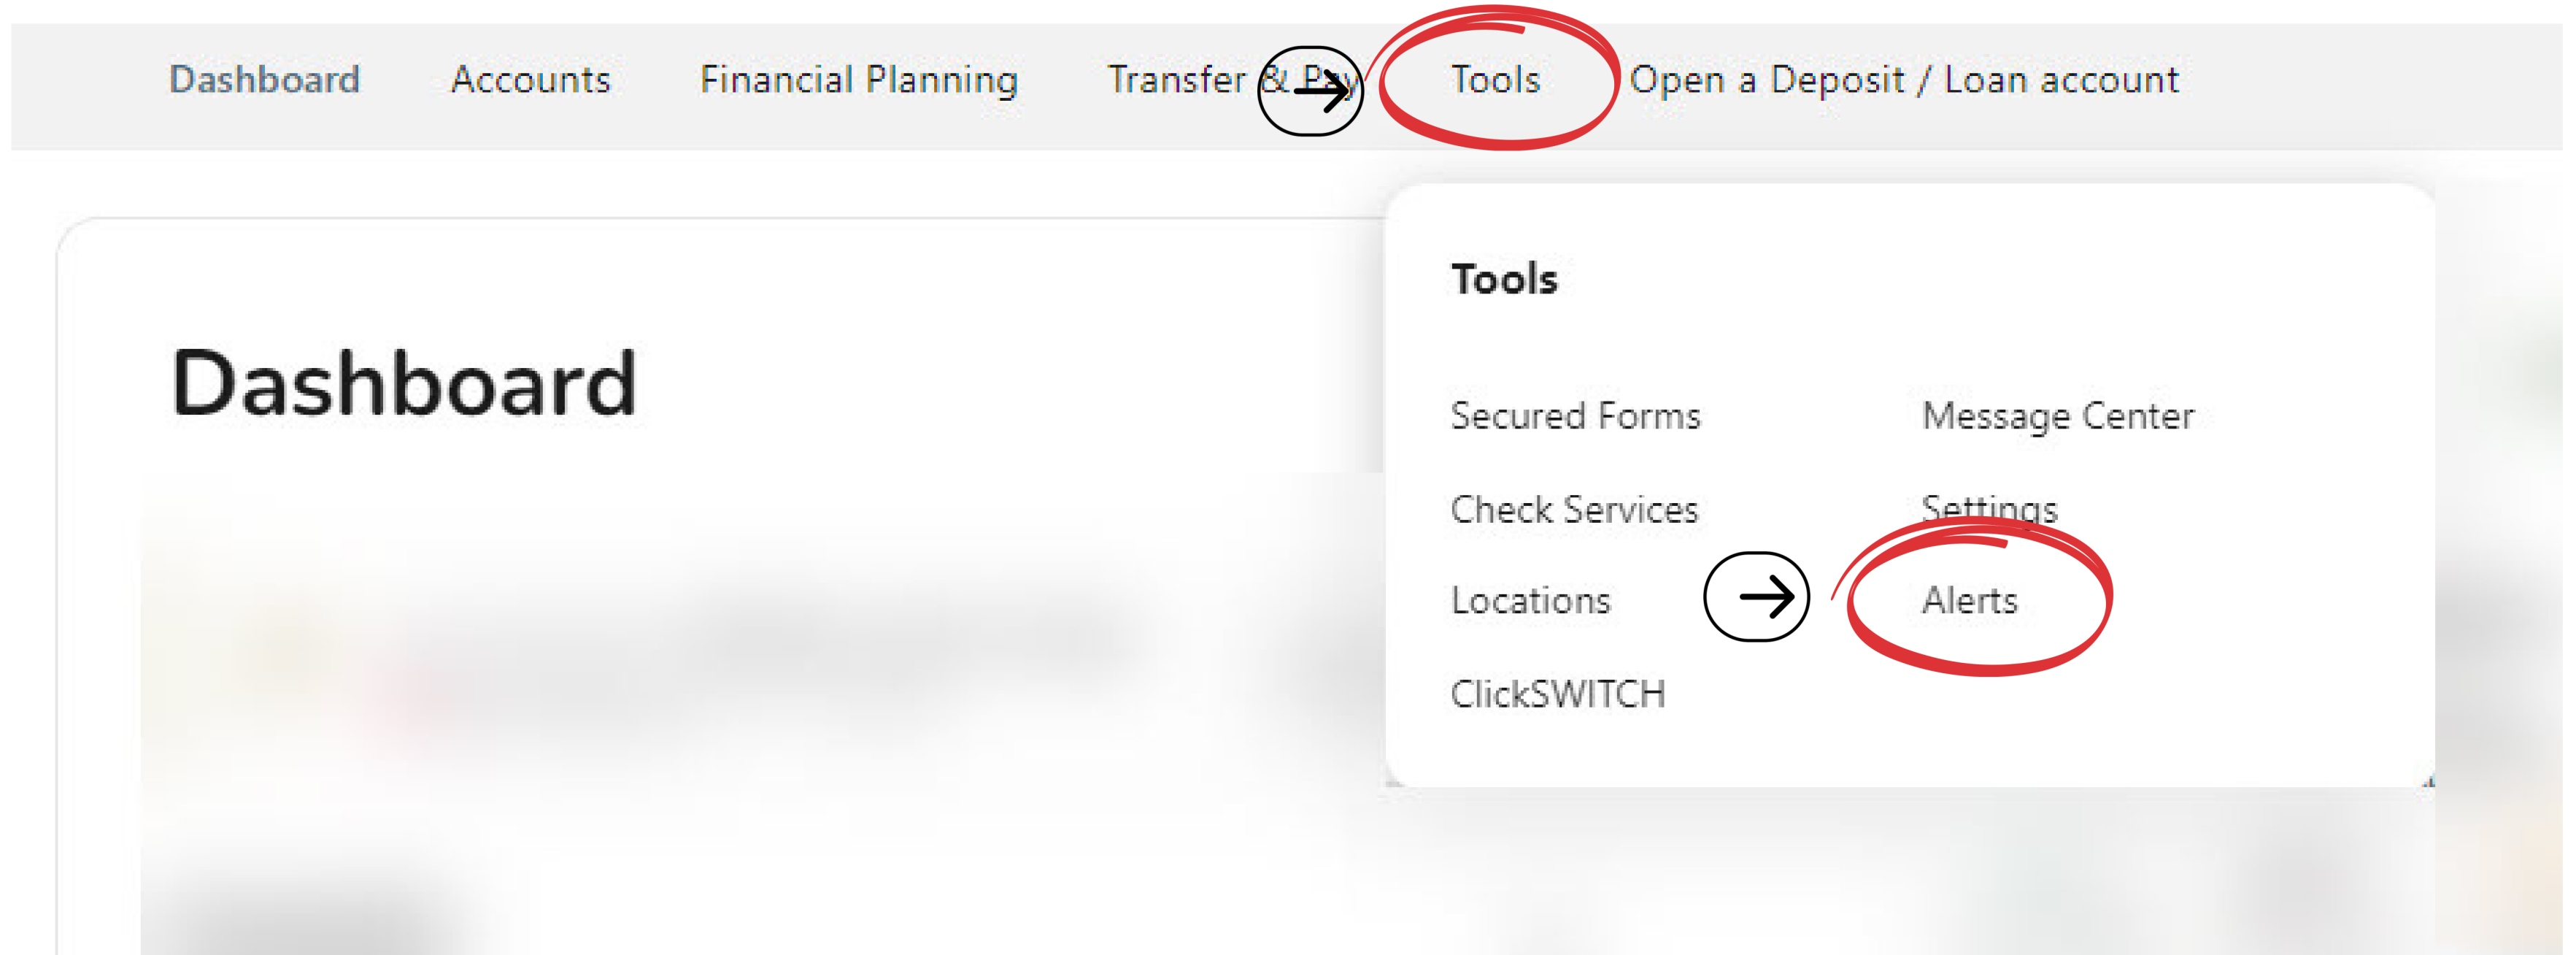 Dashboard Accounts Financial Planning Transfer & Pay Tools Open a Deposit / Loan account
Tools
Dashboard
Secured Forms Message Center
Check Services Settings
Locations Alerts
ClickSWITCH